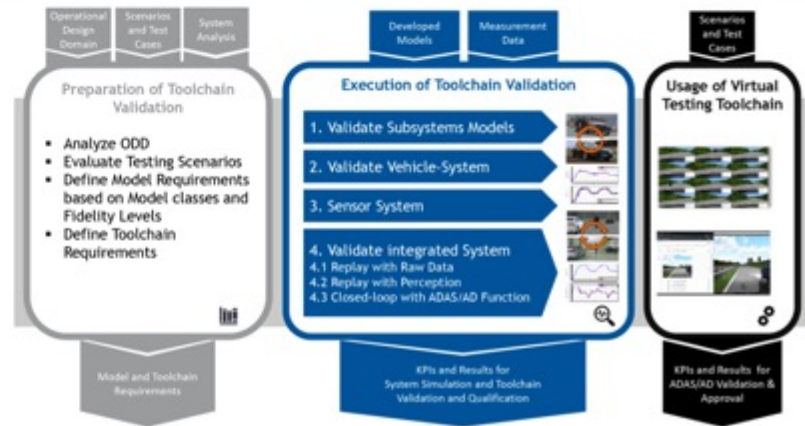 Operational
Design
Domain
Scenarios
and Test
Cases
System
Analysis
Preparation of Toolchain
Validation
▪ Analyze ODD
▪ Evaluate Testing Scenarios
▪ Define Model Requirements
based on Model classes and
Fidelity Levels
▪ Define Toolchain
Requirements
Model and Toolchain
Requirements
Developed
Models
Measurement
Data
Execution of Toolchain Validation
1. Validate Subsystems Models
2. Validate Vehicle-System
3. Sensor System
4. Validate integrated System
4.1 Replay with Raw Data
4.2 Replay with Perception
4.3 Closed-loop with ADAS/AD Function
KPIs and Results for
System Simulation and Toolchain
Validation and Qualification
Scenarios
and Test
Cases
Usage of Virtual
Testing Toolchain
KPIs and Results for
ADAS/AD Validation &
Approval